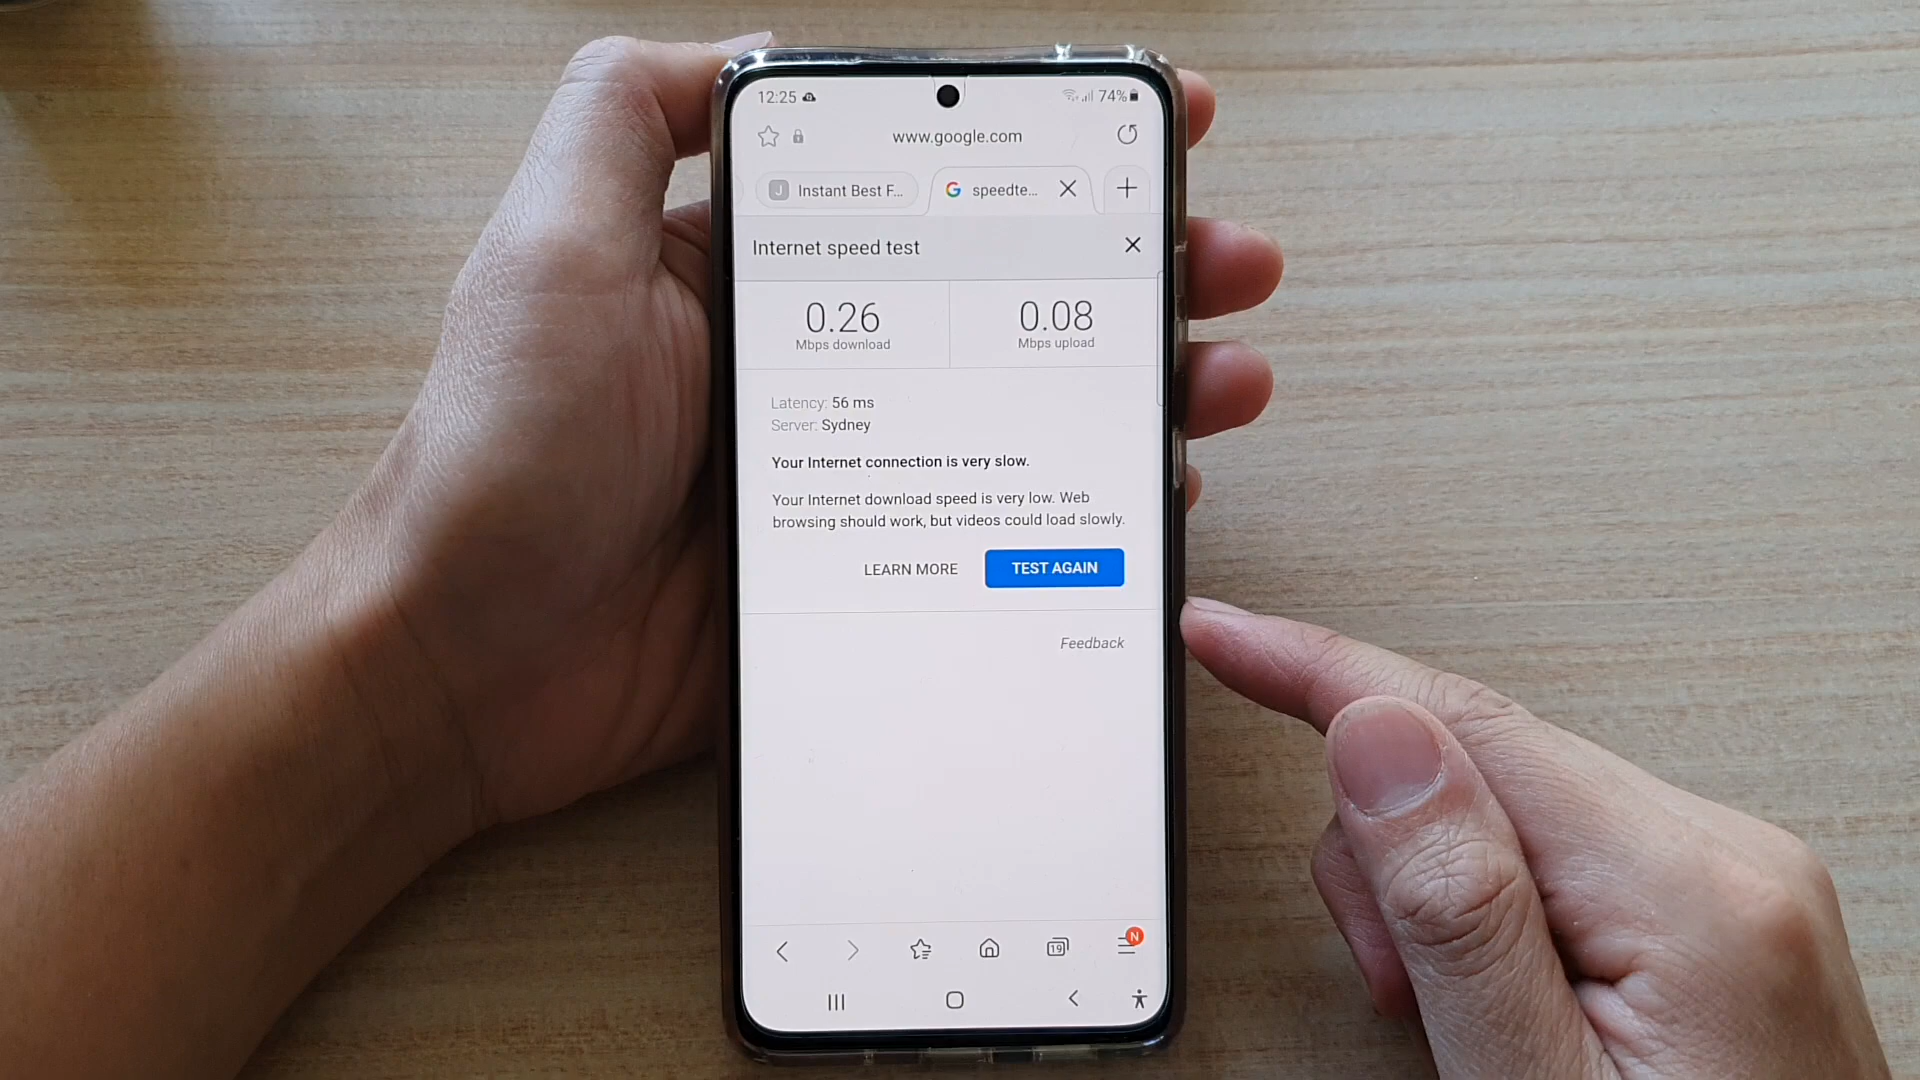 12:25 74%
www.google.com
J Instant Best F... G speedte...
Internet speed test
0.26 0.08
Mbps download Mbps upload
Latency: 56 ms
Server: Sydney
Your Internet connection is very slow.
Your Internet download speed is very low. Web
browsing should work, but videos could load slowly.
LEARN MORE TEST AGAIN
Feedback
19 N